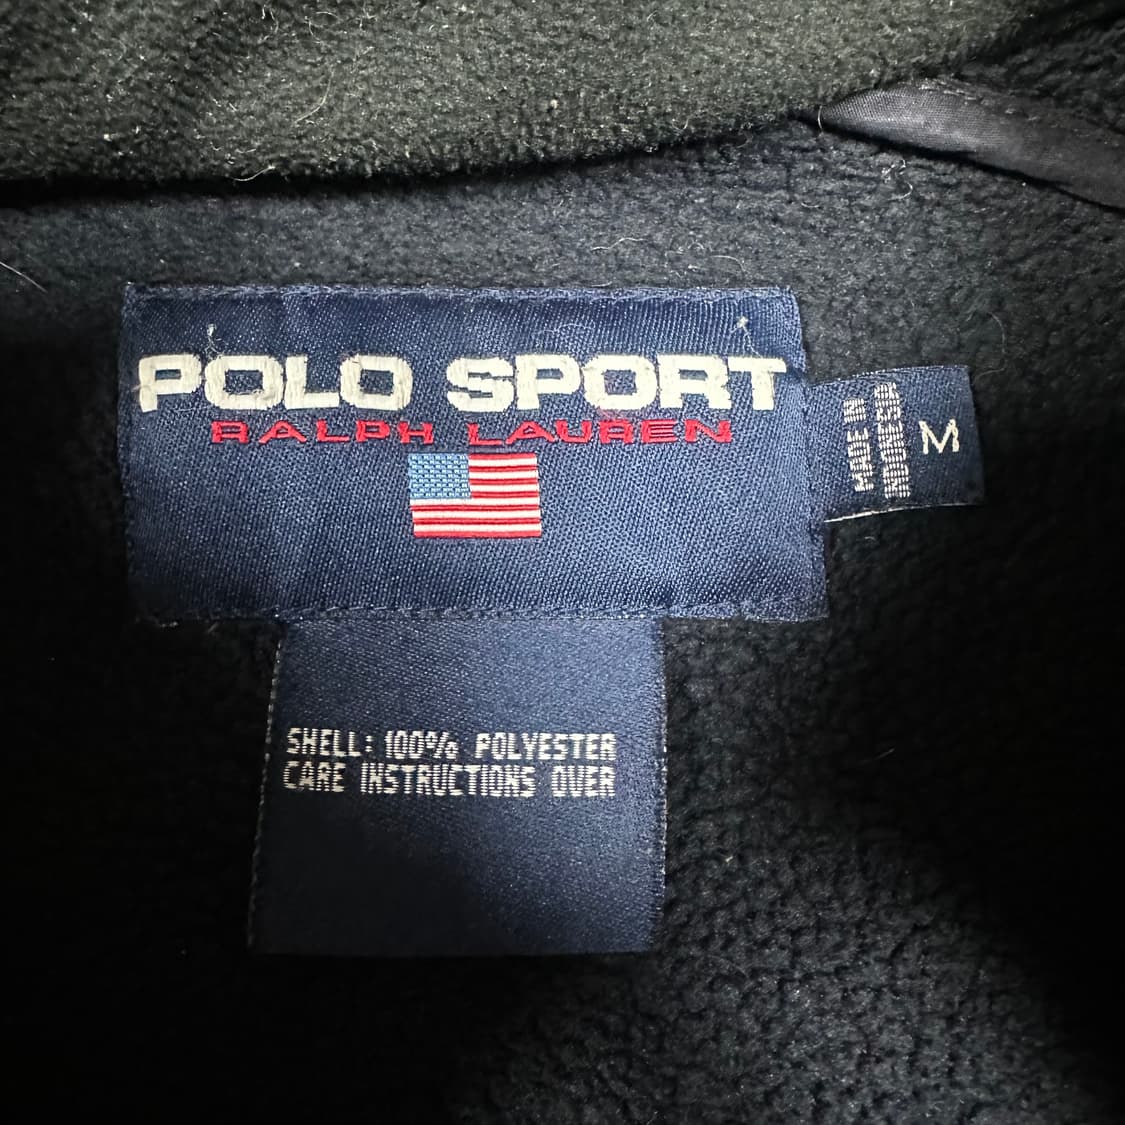 POLO SPORT
RALPH LAUREN
MADE IN
INDONESIA
M
SHELL: 100% POLYESTER
CARE INSTRUCTIONS OVER